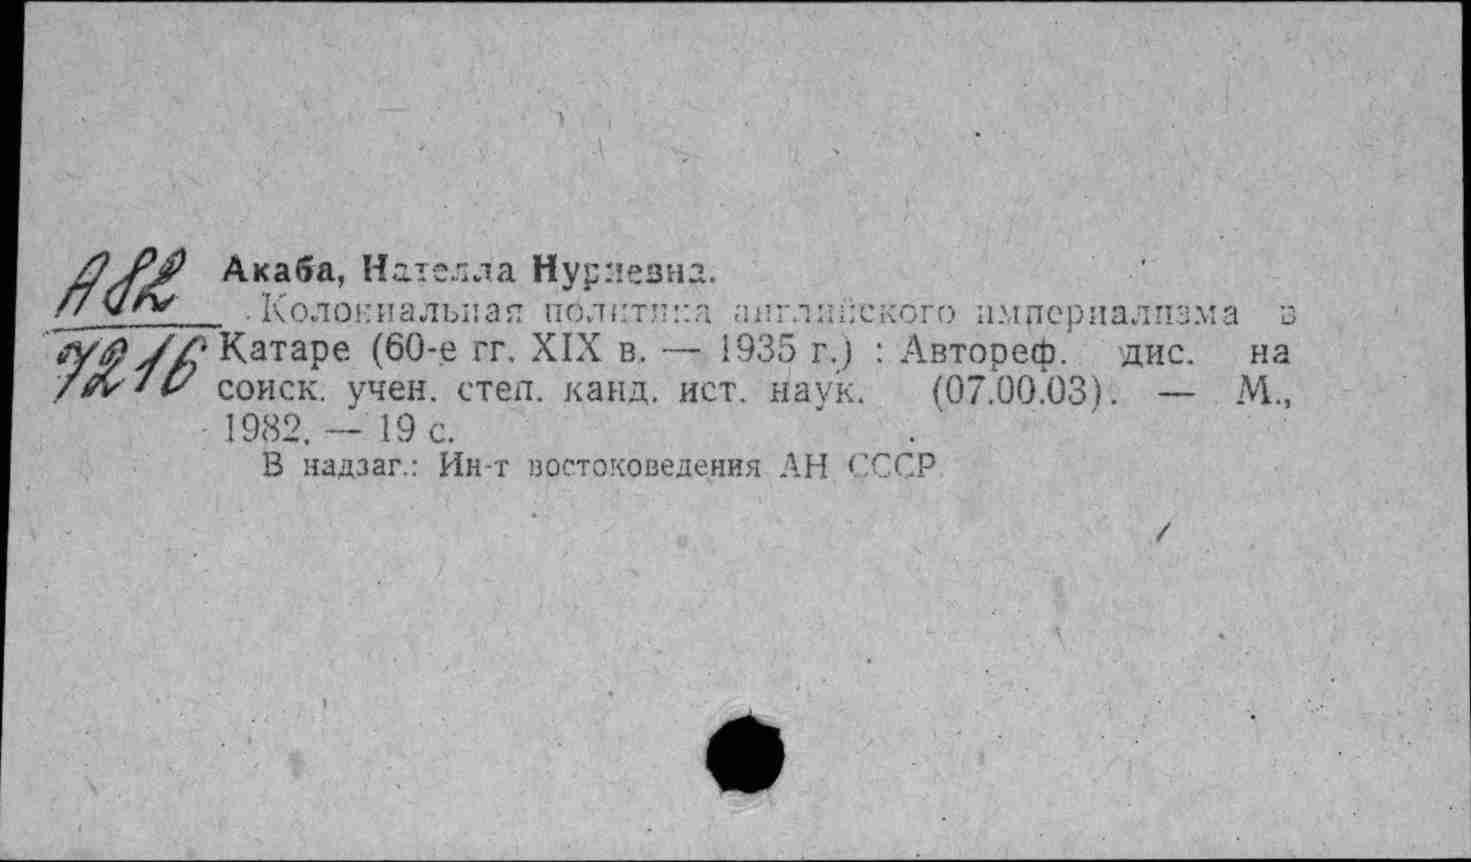 Акаба, Нателла Нуриевна.
Колониальная политика английского империализма в
Катаре (60-е гг. XIX в. — 1935 г.) : Автореф. дис. на
соиск. учен. степ. канд. ист. наук. (07.00.03). — М.,
1982. — 19 с.
В надзаг.: Ин-т востоковедения АН СССР